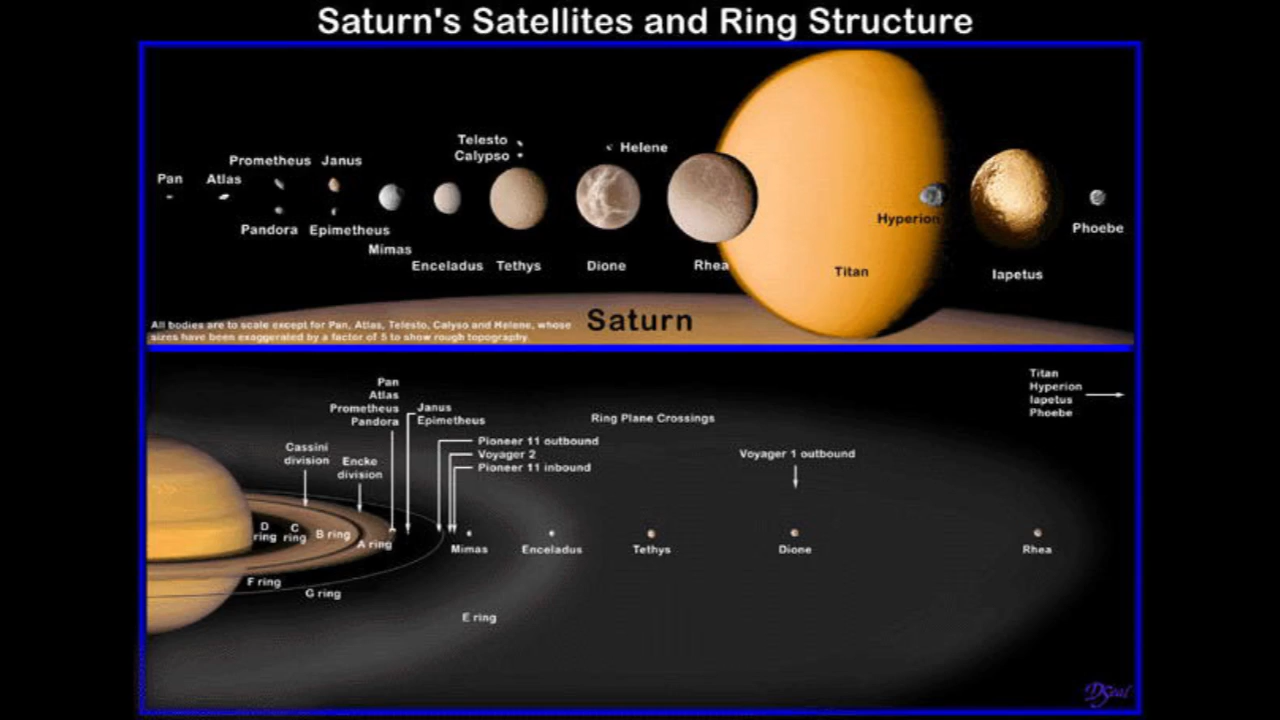 Saturn's Satellites and Ring Structure
Telesto
Calypso
Helene
Prometheus Janus
Pan Atlas
Pandora Epimetheus
Mimas
Enceladus Tethys Dione Rhea
Hyperion
Titan
Phoebe
Iapetus
Saturn
All bodies are to scale except for Pan, Atlas, Telesto, Calyso and Helene, whose
sizes have been exaggerated by a factor of 5 to show rough topography.
Pan
Atlas
Prometheus
Pandora
Janus
Epimetheus
Ring Plane Crossings
Titan
Hyperion
Iapetus
Phoebe
Cassini
division
Encke
division
Pioneer 11 outbound
Voyager 2
Pioneer 11 inbound
Voyager 1 outbound
D
ring
C
ring
B ring
A ring
Mimas Enceladus Tethys Dione Rhea
F ring
G ring
E ring
DSeal